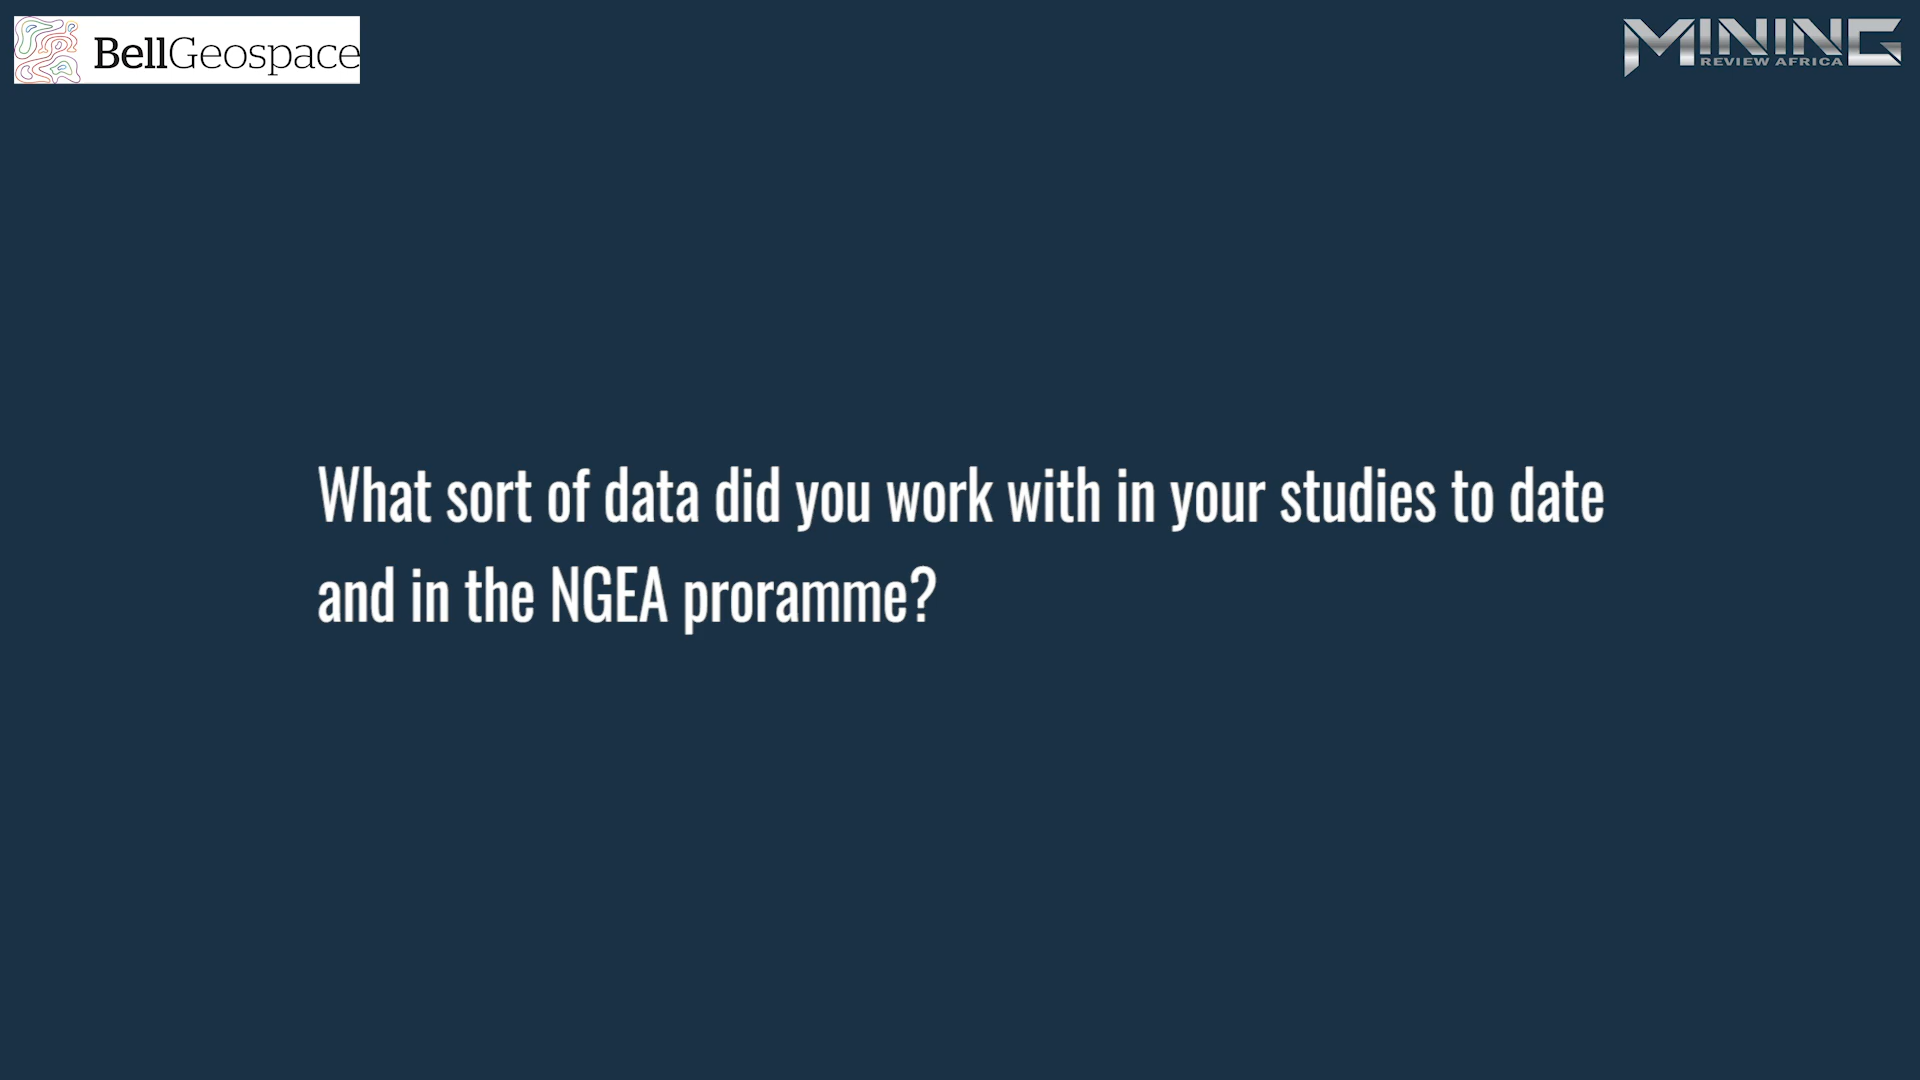 BellGeospace
MINING
REVIEW AFRICA
What sort of data did you work with in your studies to date
and in the NGEA proramme?